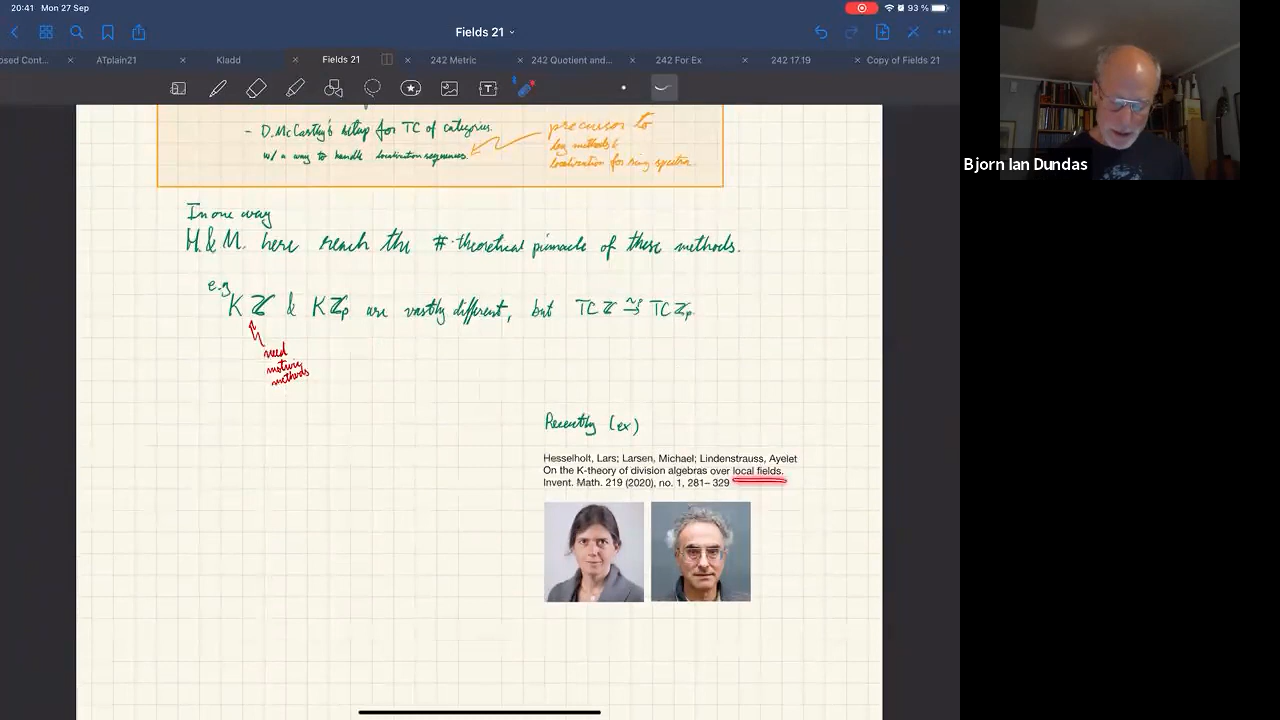 20:41 Mon 27 Sep
93 %
Fields 21
osed Cont...
ATplain21
Kladd
Fields 21
242 Metric
242 Quotient and...
242 For Ex
242 17.19
Copy of Fields 21
- D. McCarthy's setup for TC of categories.
w/ a way to handle localization sequences.
precursor to
key methods &
localization for ring spectra.
In one way
H. & M. here reach the #-theoretical pinnacle of these methods.
e.g
K ℤ & K ℤp are vastly different, but TC ℤ ≃→ TC ℤp.
need
motivic
methods
Recently (ex)
Hesselholt, Lars; Larsen, Michael; Lindenstrauss, Ayelet
On the K-theory of division algebras over local fields.
Invent. Math. 219 (2020), no. 1, 281– 329
Bjorn Ian Dundas